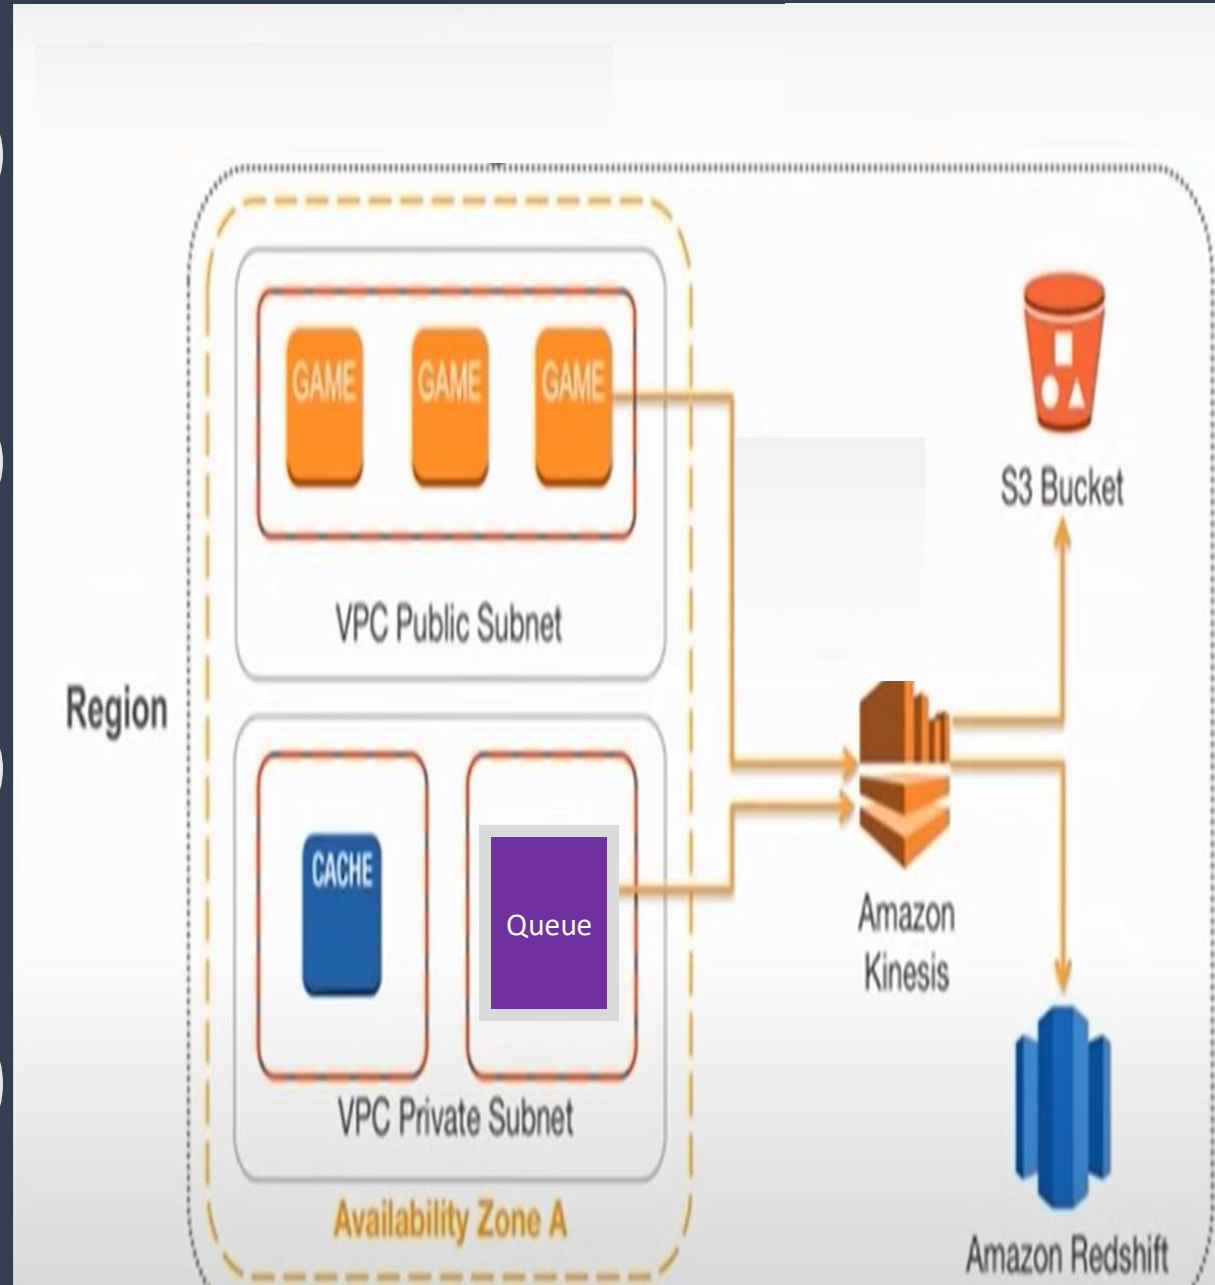 GAME
GAME
GAME
S3 Bucket
VPC Public Subnet
Region
CACHE
Queue
Amazon
Kinesis
VPC Private Subnet
Availability Zone A
Amazon Redshift